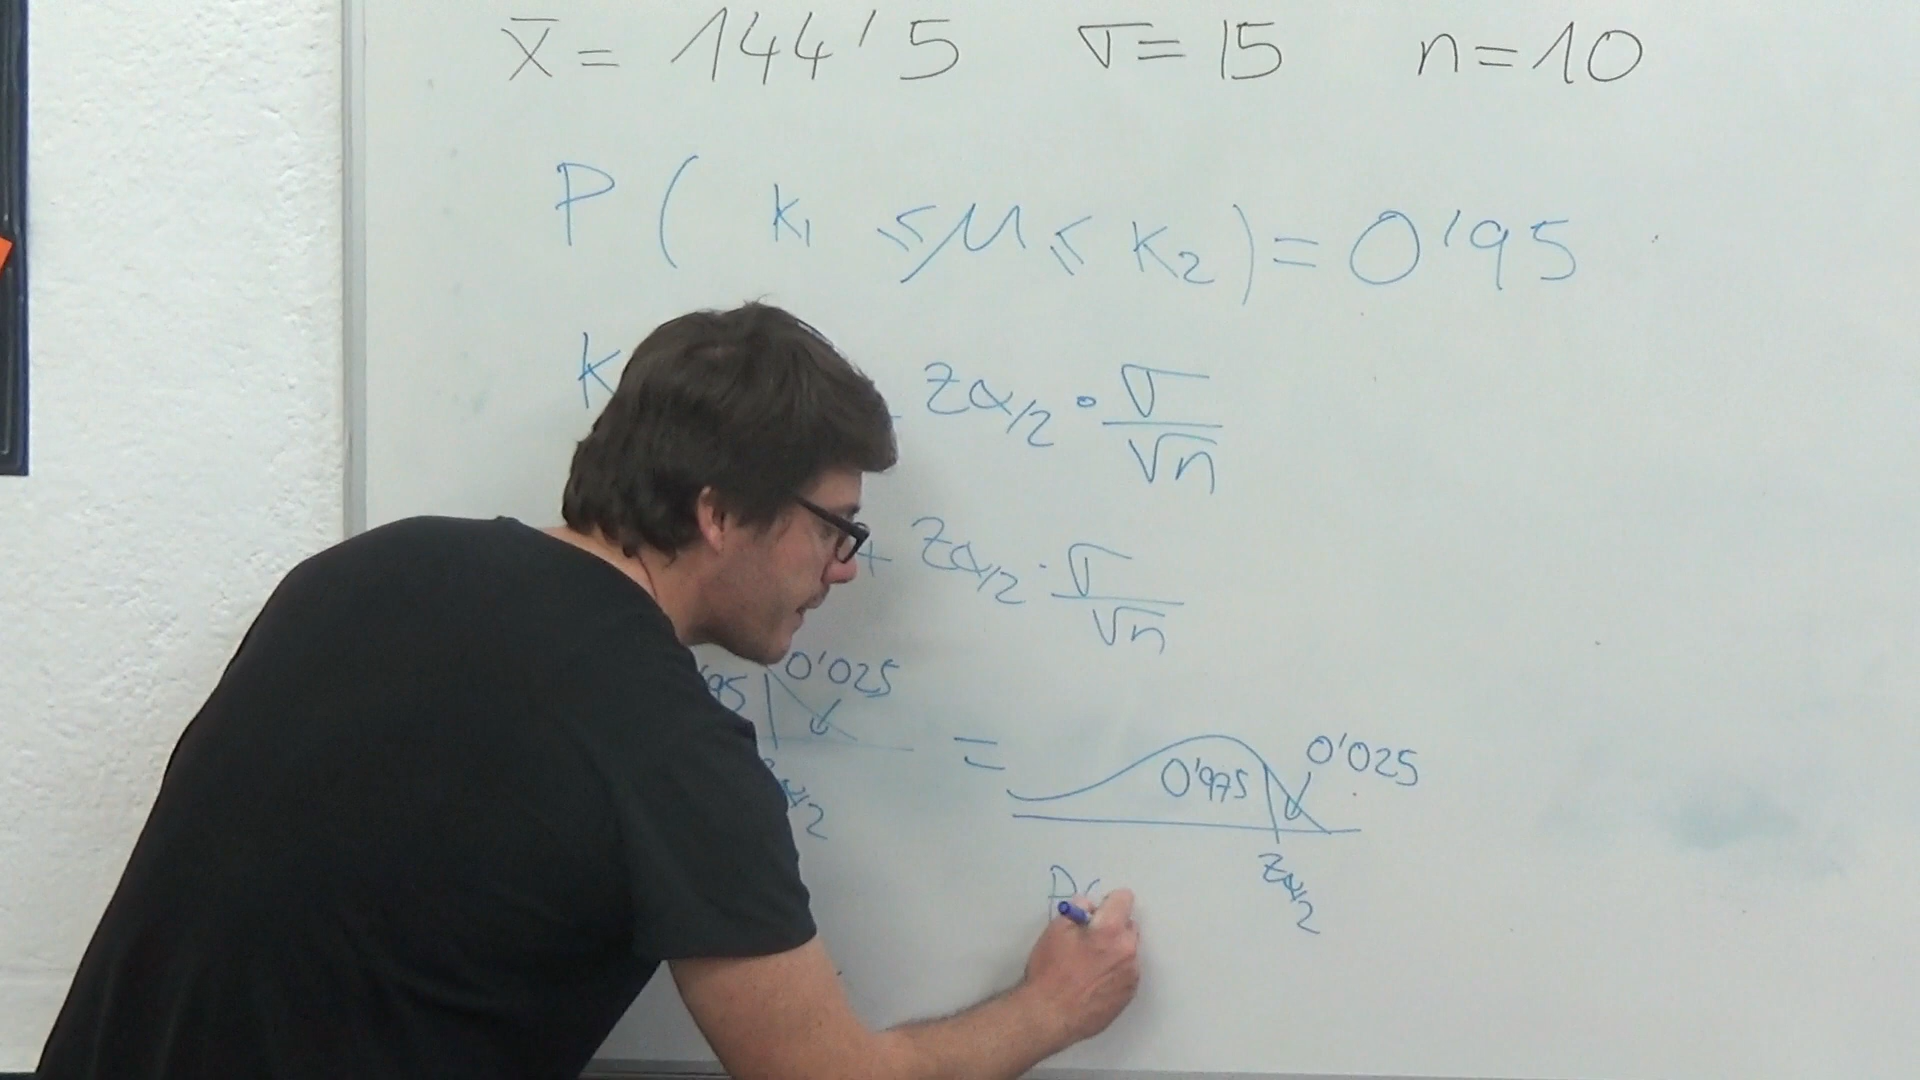 x̄ = 144'5 σ = 15 n = 10
P ( K₁ ≤ μ ≤ K₂ ) = 0'95
K - Zα/2 · σ/√n
+ Zα/2 · σ/√n
0'025
= 0'975 0'025
α/2 Zα/2
P(